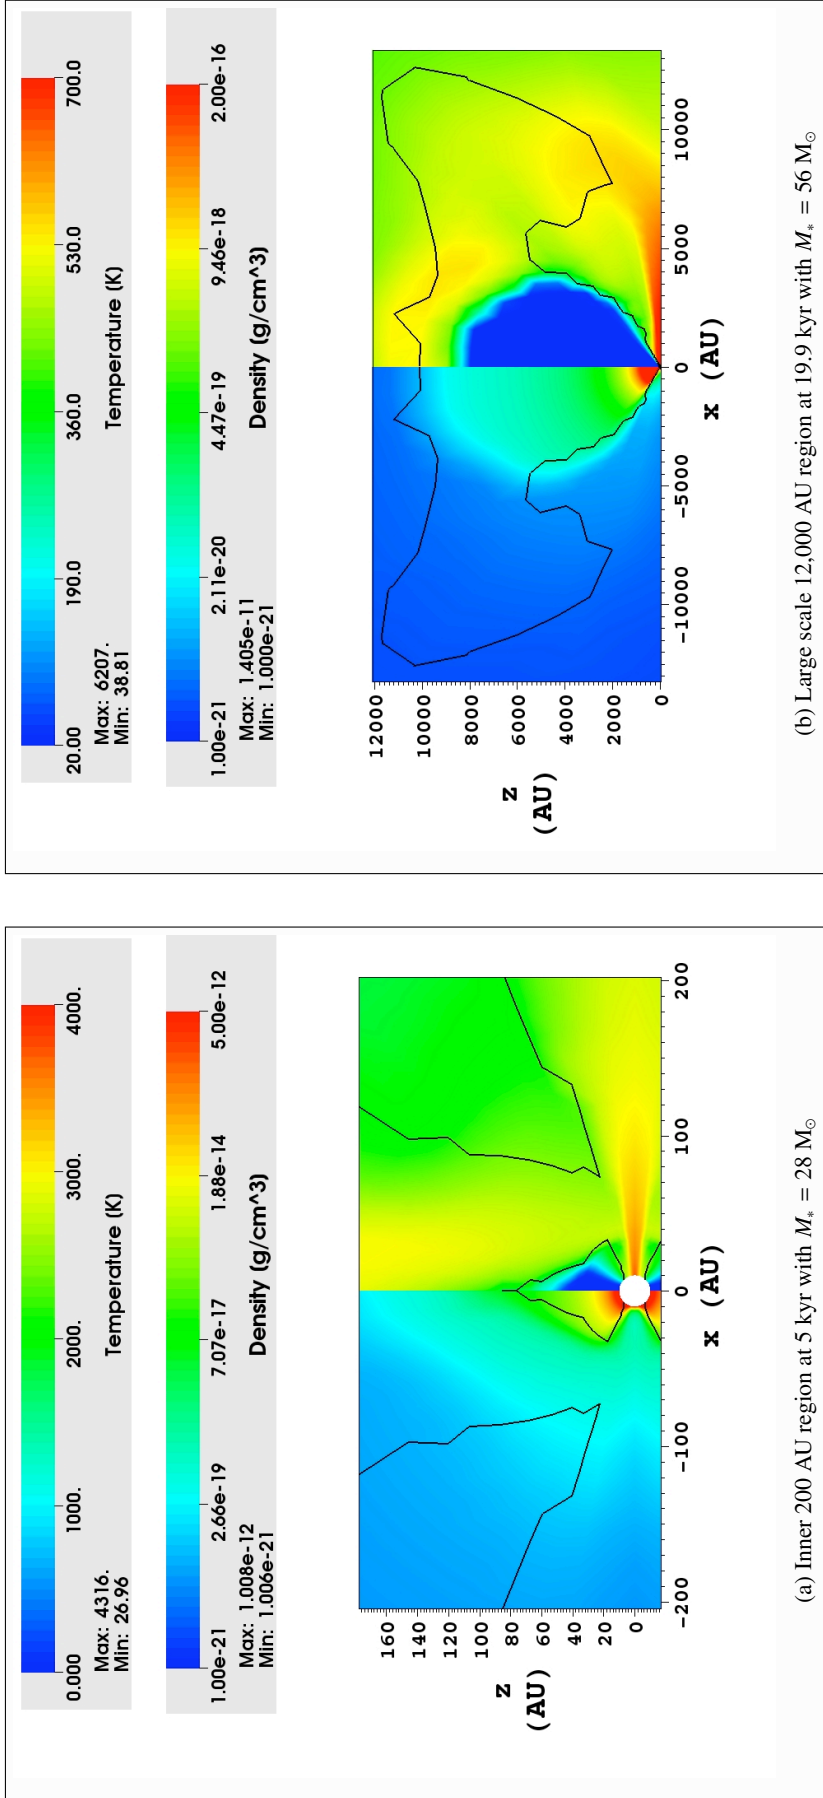 0.000 1000. 2000. 3000. 4000.
Max: 4316.
Min: 26.96
Temperature (K)
1.00e-21 2.66e-19 7.07e-17 1.88e-14 5.00e-12
Max: 1.008e-12
Min: 1.006e-21
Density (g/cm^3)
160
140
120
100
80
60
40
20
0
z
(AU)
-200 -100 0 100 200
x (AU)
(a) Inner 200 AU region at 5 kyr with M* = 28 M⊙
20.00 190.0 360.0 530.0 700.0
Max: 6207.
Min: 38.81
Temperature (K)
1.00e-21 2.11e-20 4.47e-19 9.46e-18 2.00e-16
Max: 1.405e-11
Min: 1.000e-21
Density (g/cm^3)
12000
10000
8000
6000
4000
2000
0
z
(AU)
-10000 -5000 0 5000 10000
x (AU)
(b) Large scale 12,000 AU region at 19.9 kyr with M* = 56 M⊙